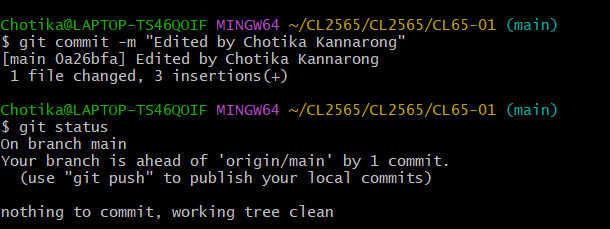 Chotika@LAPTOP-TS46QOIF MINGW64 ~/CL2565/CL2565/CL65-01 (main)
$ git commit -m "Edited by Chotika Kannarong"
[main 0a26bfa] Edited by Chotika Kannarong
 1 file changed, 3 insertions(+)

Chotika@LAPTOP-TS46QOIF MINGW64 ~/CL2565/CL2565/CL65-01 (main)
$ git status
On branch main
Your branch is ahead of 'origin/main' by 1 commit.
  (use "git push" to publish your local commits)

nothing to commit, working tree clean